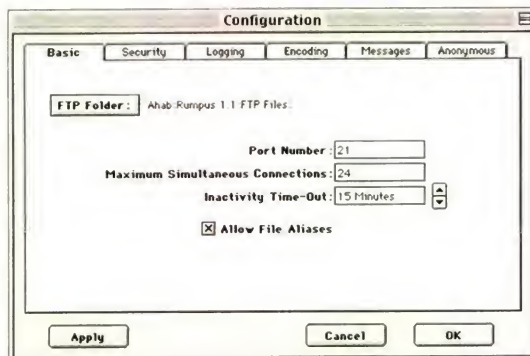 Configuration
Basic Security Logging Encoding Messages Anonymous
FTP Folder: Ahab:Rumpus 1.1:FTP Files:
Port Number: 21
Maximum Simultaneous Connections: 24
Inactivity Time-Out: 15 Minutes
Allow File Aliases
Apply Cancel OK